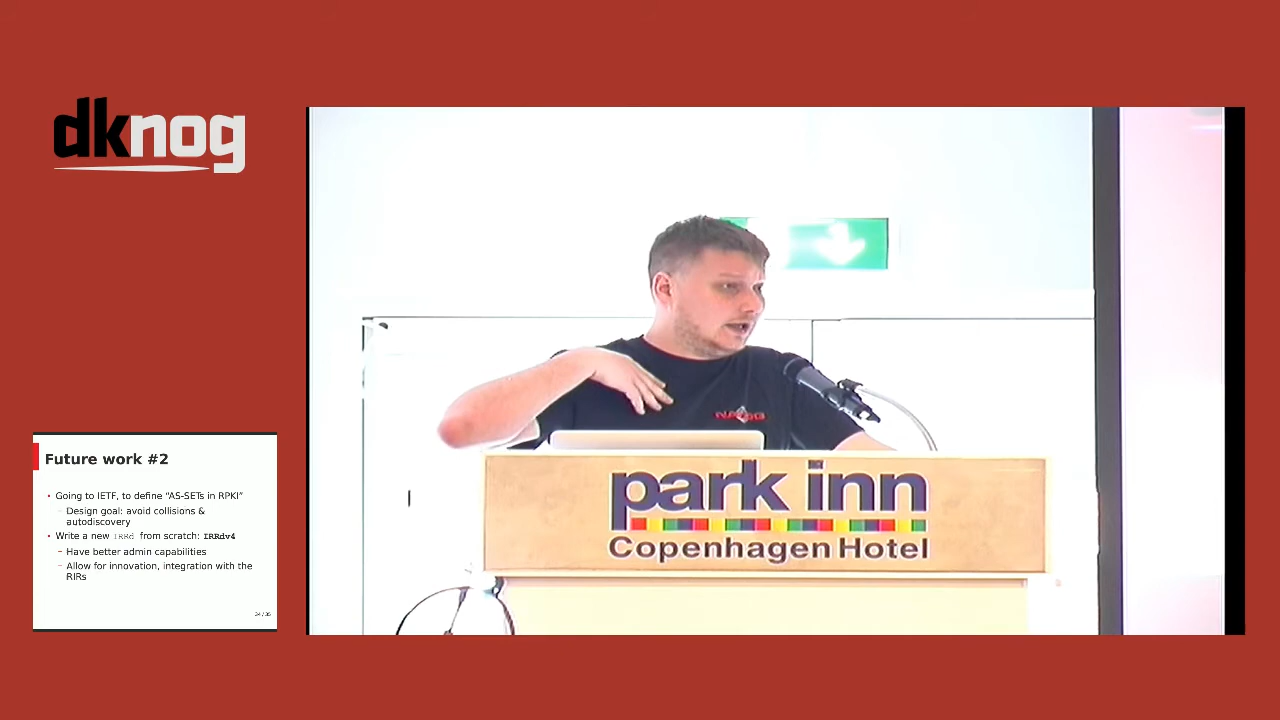 dknog
Future work #2
Going to IETF, to define “AS-SETs in RPKI”
– Design goal: avoid collisions &
autodiscovery
Write a new IRRd from scratch: IRRdv4
– Have better admin capabilities
– Allow for innovation, integration with the
RIRs
park inn
Copenhagen Hotel